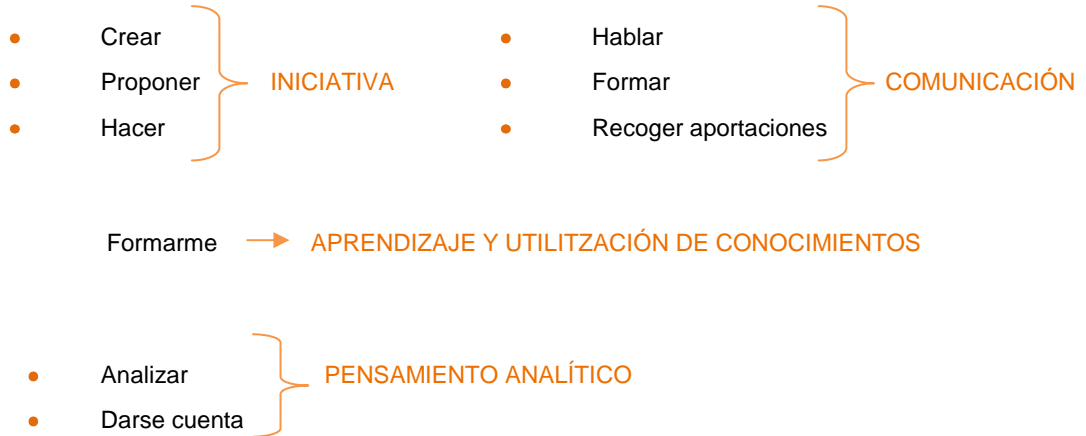 Crear
Proponer
Hacer
INICIATIVA
Hablar
Formar
Recoger aportaciones
COMUNICACIÓN
Formarme APRENDIZAJE Y UTILITZACIÓN DE CONOCIMIENTOS
Analizar
Darse cuenta
PENSAMIENTO ANALÍTICO